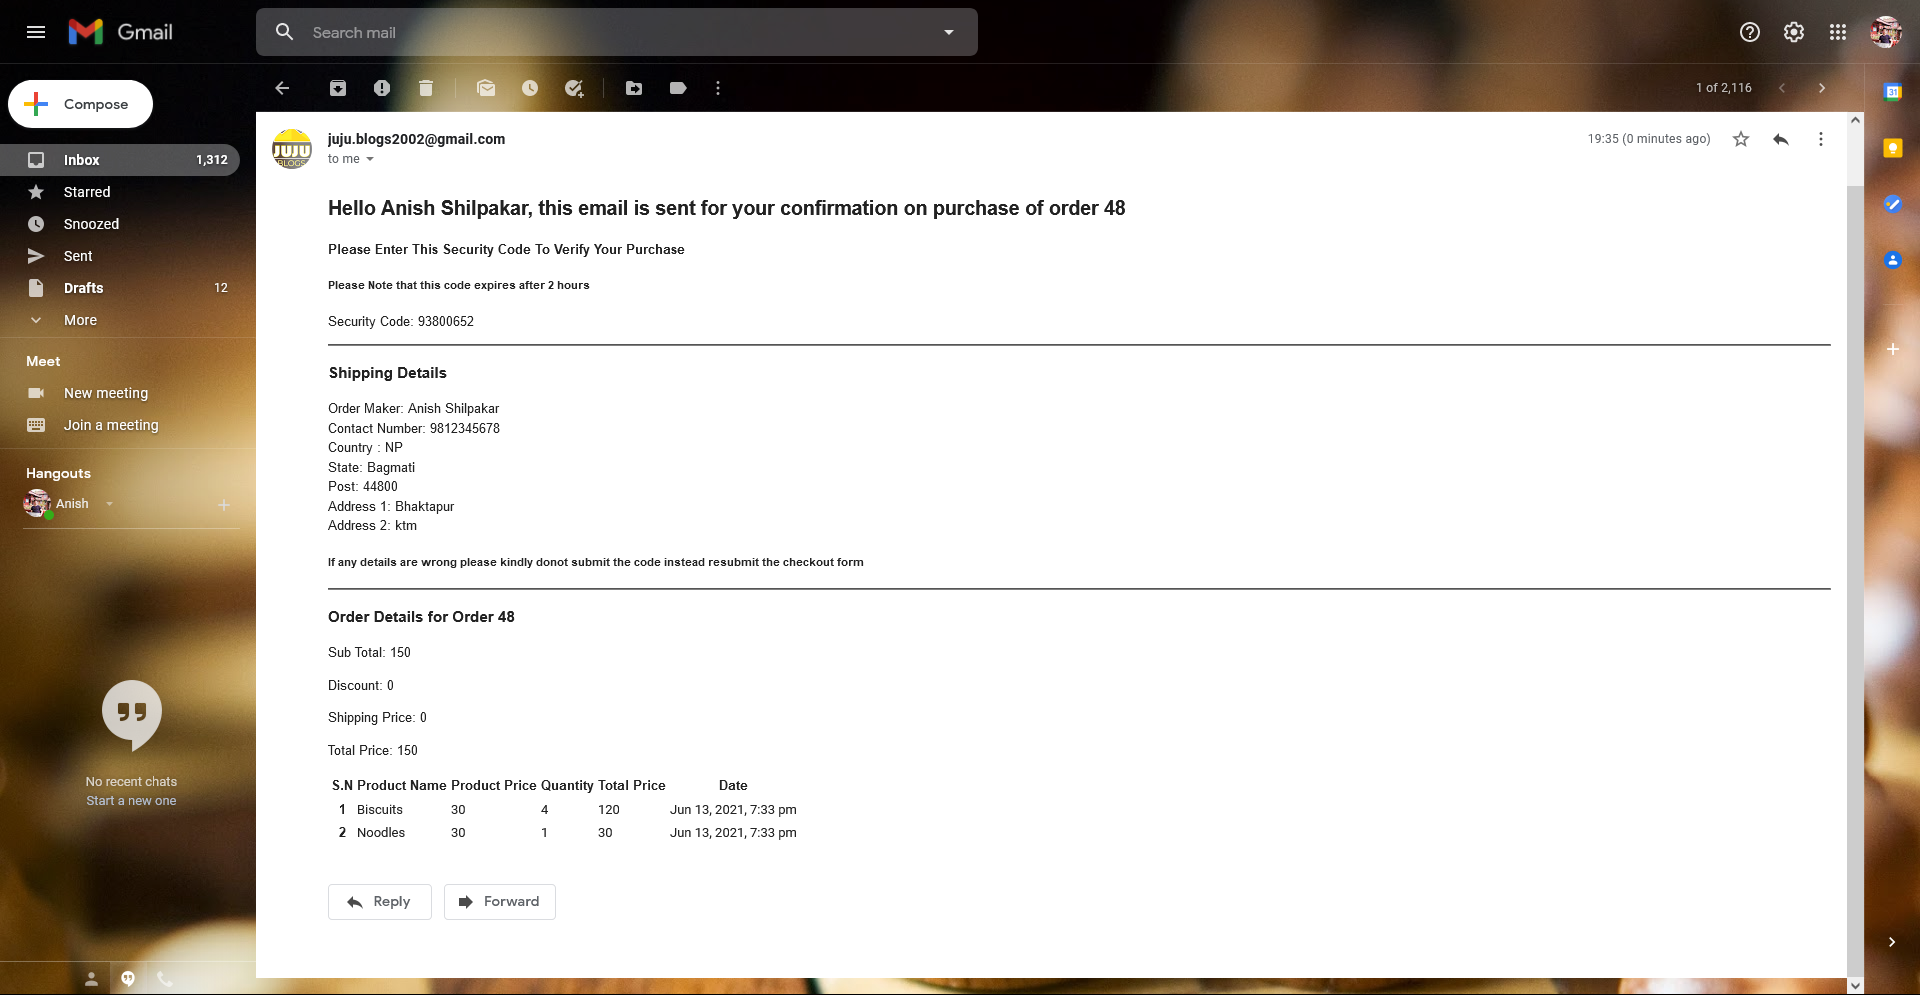 Gmail
Search mail
Compose
1 of 2,116
31
Inbox 1,312
Starred
Snoozed
Sent
Drafts 12
More
Meet
New meeting
Join a meeting
Hangouts
Anish
No recent chats
Start a new one
JUJU
BLOGS
juju.blogs2002@gmail.com
19:35 (0 minutes ago)
to me
Hello Anish Shilpakar, this email is sent for your confirmation on purchase of order 48
Please Enter This Security Code To Verify Your Purchase
Please Note that this code expires after 2 hours
Security Code: 93800652
Shipping Details
Order Maker: Anish Shilpakar
Contact Number: 9812345678
Country : NP
State: Bagmati
Post: 44800
Address 1: Bhaktapur
Address 2: ktm
If any details are wrong please kindly donot submit the code instead resubmit the checkout form
Order Details for Order 48
Sub Total: 150
Discount: 0
Shipping Price: 0
Total Price: 150
S.N Product Name Product Price Quantity Total Price Date
1 Biscuits 30 4 120 Jun 13, 2021, 7:33 pm
2 Noodles 30 1 30 Jun 13, 2021, 7:33 pm
Reply Forward